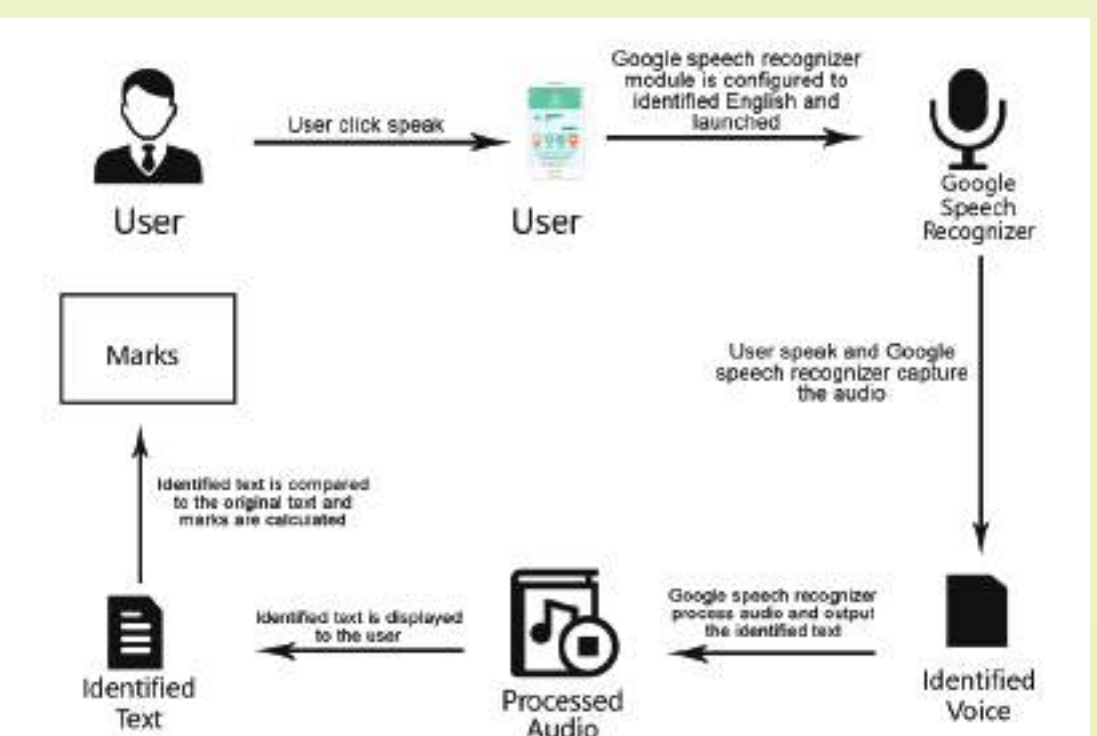 User click speak
Google speech recognizer
module is configured to
identified English and
launched
User
User
Google
Speech
Recognizer
User speak and Google
speech recognizer capture
the audio
Identified
Voice
Google speech recognizer
process audio and output
the identified text
Processed
Audio
Identified text is displayed
to the user
Identified
Text
Identified text is compared
to the original text and
marks are calculated
Marks